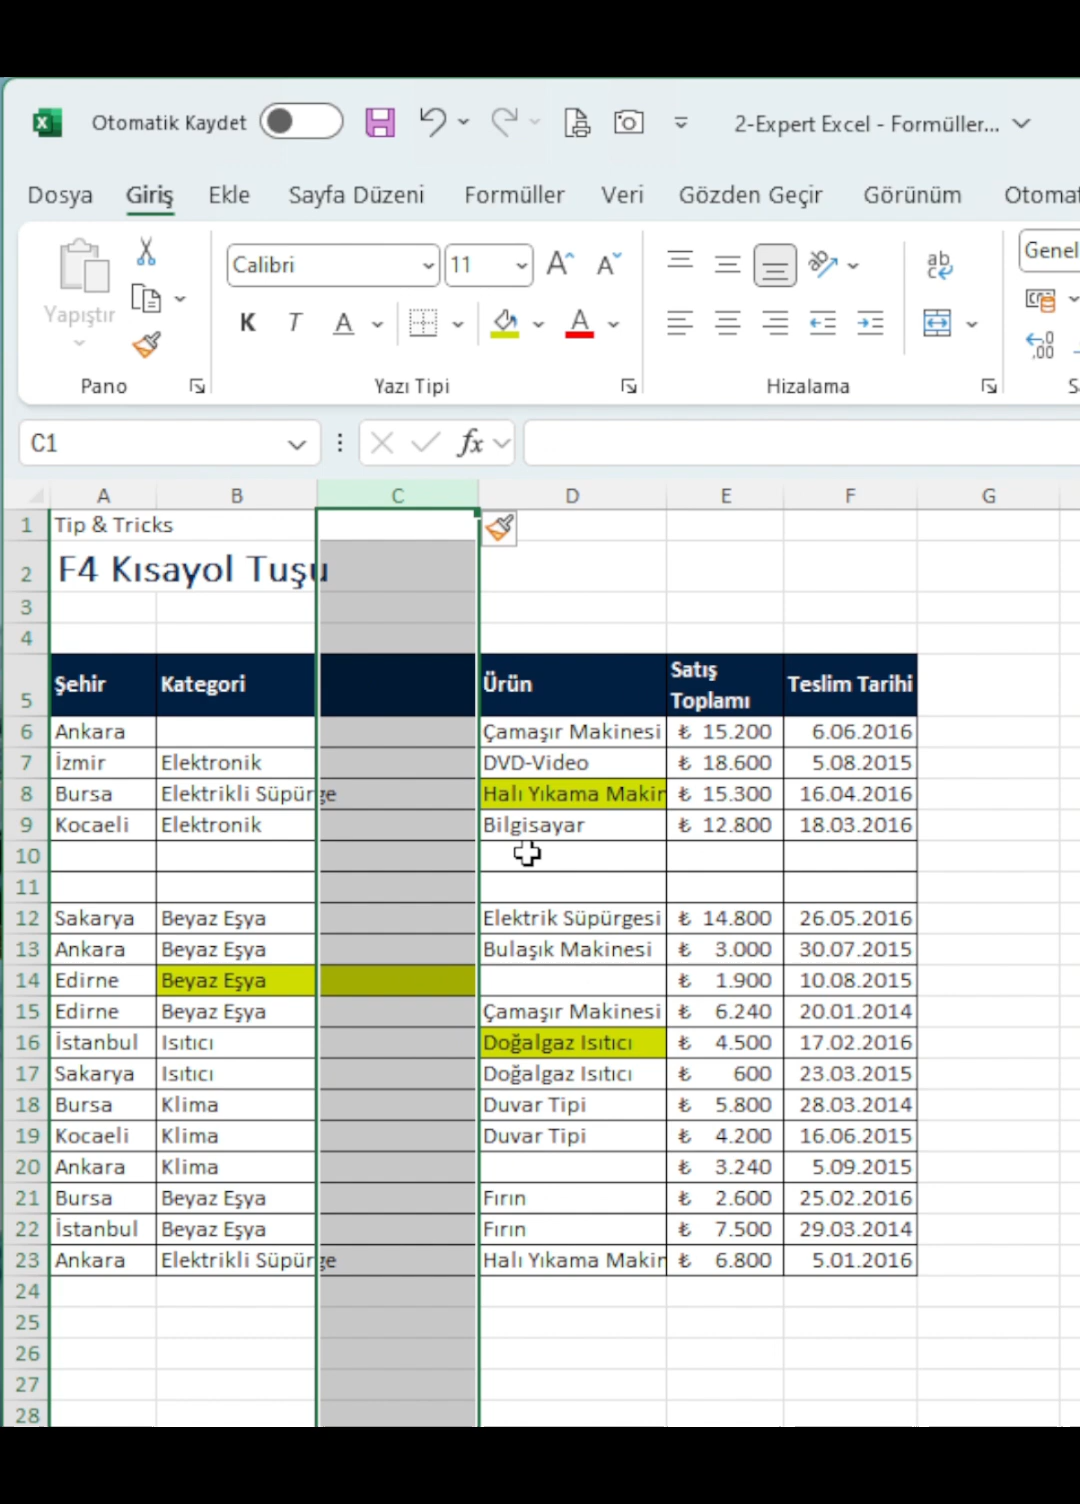 Otomatik Kaydet 2-Expert Excel - Formüller...
Dosya Giriş Ekle Sayfa Düzeni Formüller Veri Gözden Geçir Görünüm Otomat
Yapıştır Calibri 11 Genel
K T A A
Pano Yazı Tipi Hizalama S
C1 fx
A B C D E F G
1 Tip & Tricks
2 F4 Kısayol Tuşu
3
4
5 Şehir Kategori Ürün Satış Toplamı Teslim Tarihi
6 Ankara Çamaşır Makinesi ₺ 15.200 6.06.2016
7 İzmir Elektronik DVD-Video ₺ 18.600 5.08.2015
8 Bursa Elektrikli Süpürge Halı Yıkama Makin ₺ 15.300 16.04.2016
9 Kocaeli Elektronik Bilgisayar ₺ 12.800 18.03.2016
10
11
12 Sakarya Beyaz Eşya Elektrik Süpürgesi ₺ 14.800 26.05.2016
13 Ankara Beyaz Eşya Bulaşık Makinesi ₺ 3.000 30.07.2015
14 Edirne Beyaz Eşya ₺ 1.900 10.08.2015
15 Edirne Beyaz Eşya Çamaşır Makinesi ₺ 6.240 20.01.2014
16 İstanbul Isıtıcı Doğalgaz Isıtıcı ₺ 4.500 17.02.2016
17 Sakarya Isıtıcı Doğalgaz Isıtıcı ₺ 600 23.03.2015
18 Bursa Klima Duvar Tipi ₺ 5.800 28.03.2014
19 Kocaeli Klima Duvar Tipi ₺ 4.200 16.06.2015
20 Ankara Klima ₺ 3.240 5.09.2015
21 Bursa Beyaz Eşya Fırın ₺ 2.600 25.02.2016
22 İstanbul Beyaz Eşya Fırın ₺ 7.500 29.03.2014
23 Ankara Elektrikli Süpürge Halı Yıkama Makin ₺ 6.800 5.01.2016
24
25
26
27
28